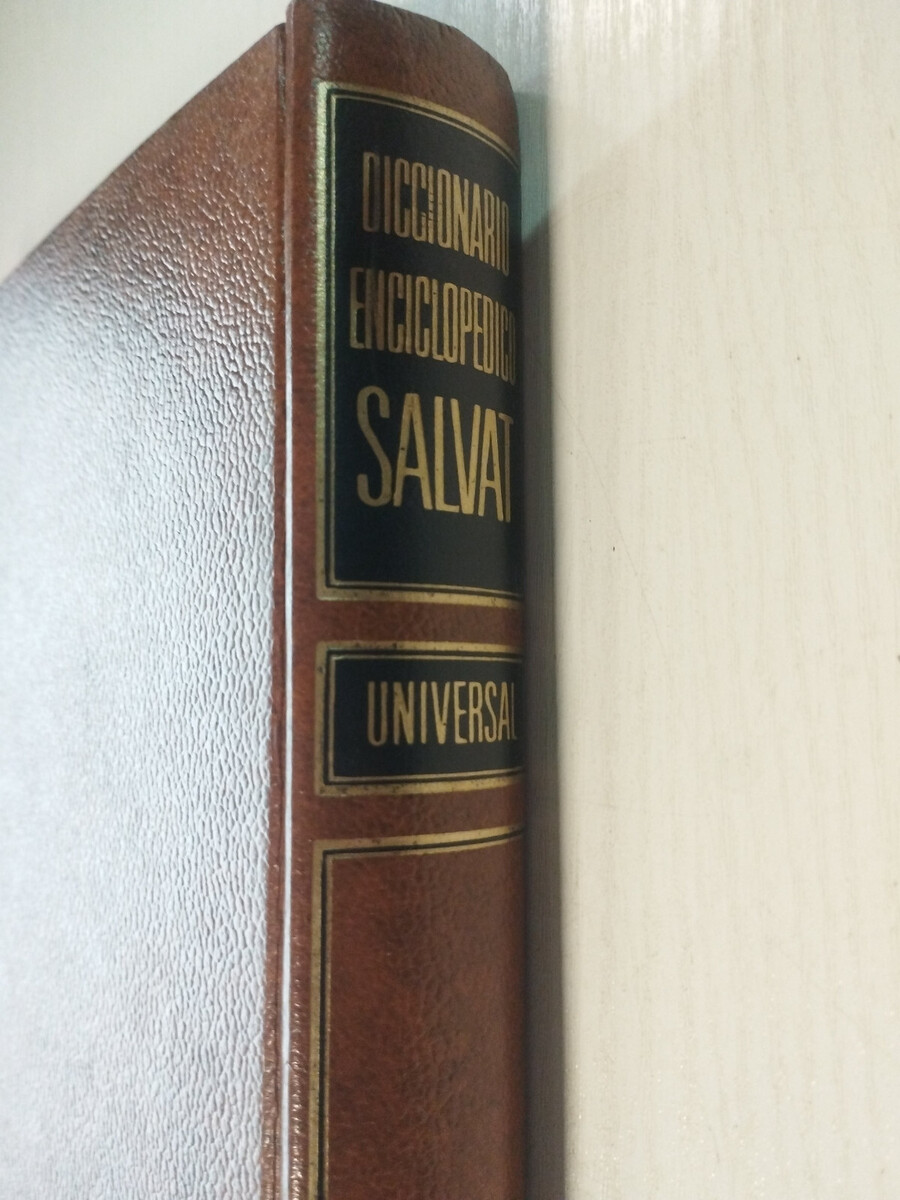 DICCIONARIO
ENCICLOPEDICO
SALVAT
UNIVERSAL